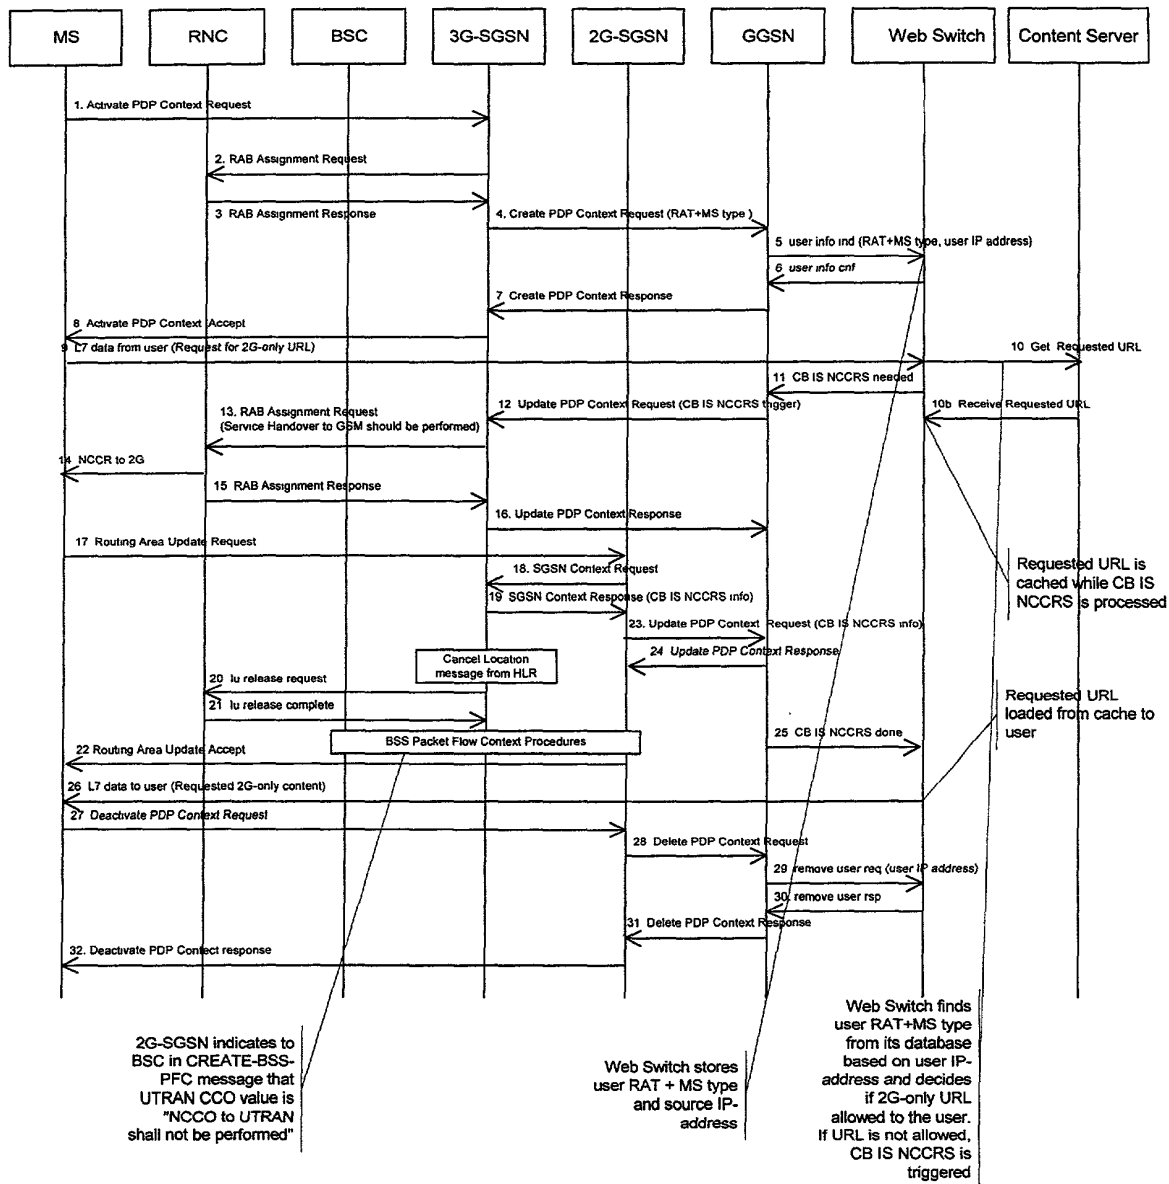 MS RNC BSC 3G-SGSN 2G-SGSN GGSN Web Switch Content Server
1. Activate PDP Context Request
2. RAB Assignment Request
3 RAB Assignment Response
4. Create PDP Context Request (RAT+MS type )
5 user info ind (RAT+MS type, user IP address)
6 user info cnf
7 Create PDP Context Response
8 Activate PDP Context Accept
9 L7 data from user (Request for 2G-only URL)
10 Get Requested URL
11 CB IS NCCRS needed
12 Update PDP Context Request (CB IS NCCRS trigger)
10b Receive Requested URL
13. RAB Assignment Request
(Service Handover to GSM should be performed)
14 NCCR to 2G
15 RAB Assignment Response
16. Update PDP Context Response
17 Routing Area Update Request
18. SGSN Context Request
19 SGSN Context Response (CB IS NCCRS info)
Requested URL is
cached while CB IS
NCCRS is processed
23. Update PDP Context Request (CB IS NCCRS info)
24 Update PDP Context Response
Cancel Location
message from HLR
20 Iu release request
21 Iu release complete
Requested URL
loaded from cache to
user
25 CB IS NCCRS done
BSS Packet Flow Context Procedures
22 Routing Area Update Accept
26 L7 data to user (Requested 2G-only content)
27 Deactivate PDP Context Request
28 Delete PDP Context Request
29 remove user req (user IP address)
30. remove user rsp
31 Delete PDP Context Response
32. Deactivate PDP Contect response
2G-SGSN indicates to
BSC in CREATE-BSS-
PFC message that
UTRAN CCO value is
"NCCO to UTRAN
shall not be performed"
Web Switch stores
user RAT + MS type
and source IP-
address
Web Switch finds
user RAT+MS type
from its database
based on user IP-
address and decides
if 2G-only URL
allowed to the user.
If URL is not allowed,
CB IS NCCRS is
triggered